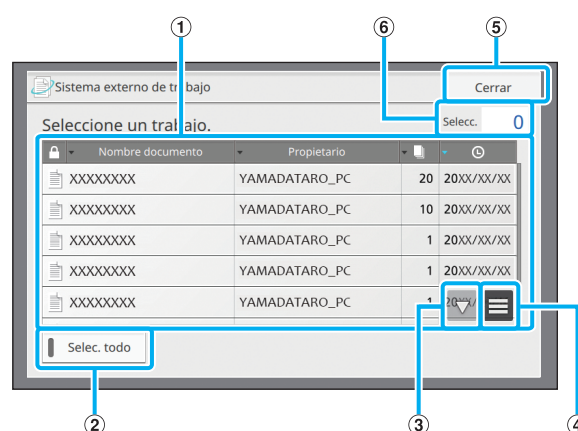 1 6 5
Sistema externo de trabajo Cerrar
Seleccione un trabajo. Selecc. 0
Nombre documento Propietario
XXXXXXXX YAMADATARO_PC 20 20XX/XX/XX
XXXXXXXX YAMADATARO_PC 10 20XX/XX/XX
XXXXXXXX YAMADATARO_PC 1 20XX/XX/XX
XXXXXXXX YAMADATARO_PC 1 20XX/XX/XX
XXXXXXXX YAMADATARO_PC 1
Selec. todo
2 3 4